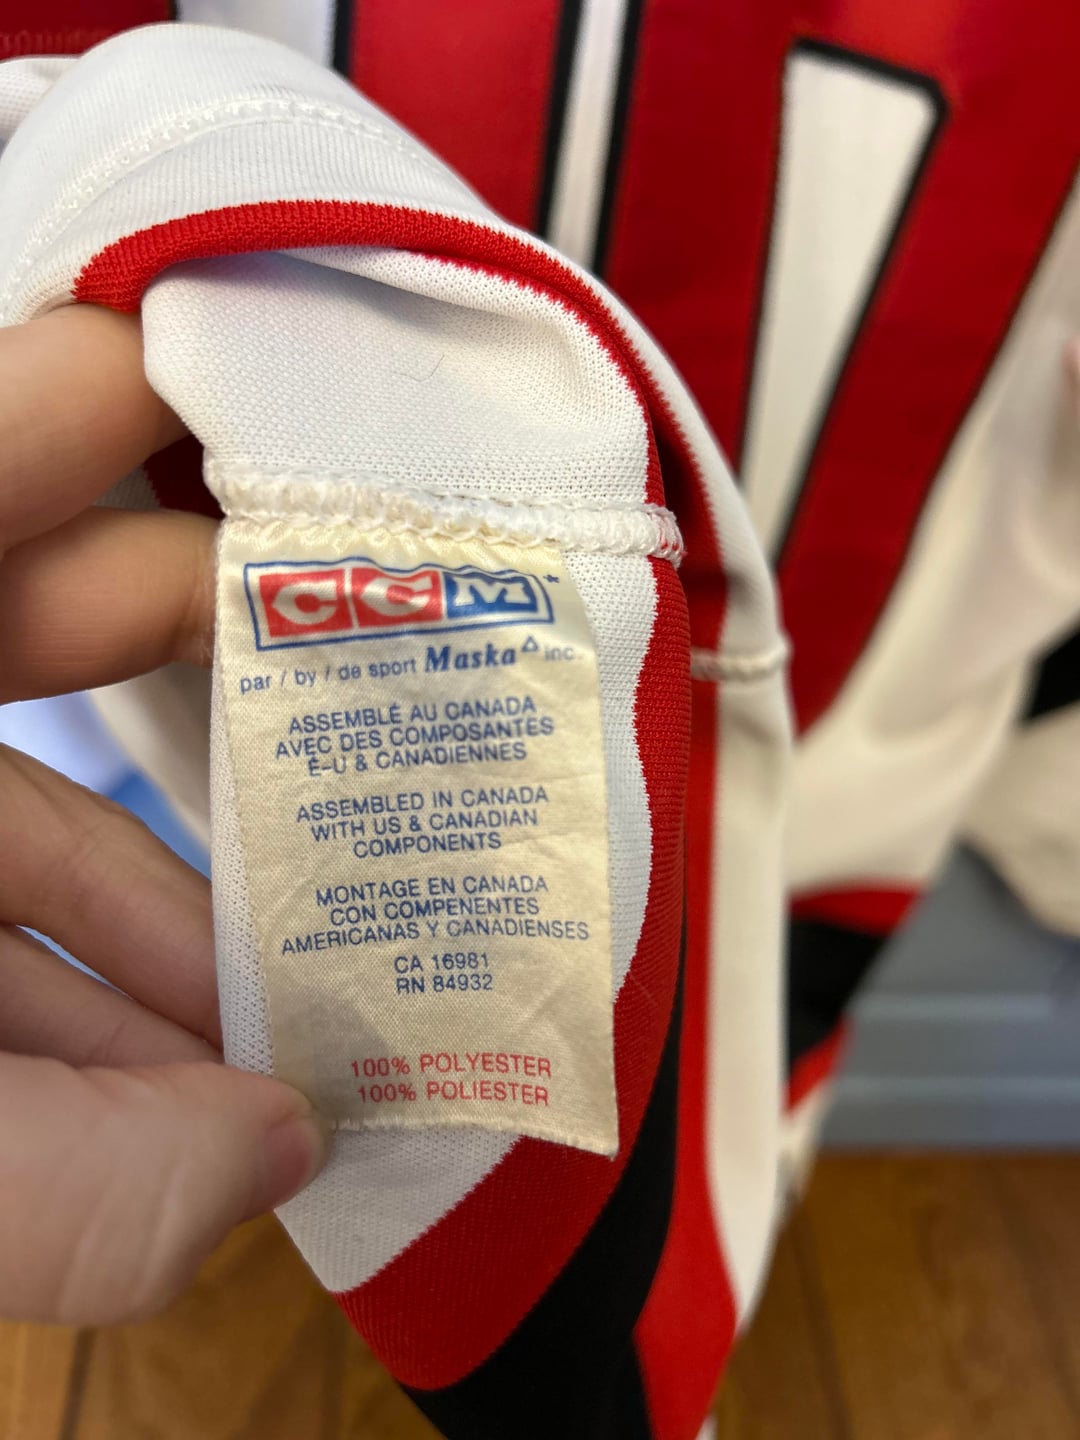 CCM*
par / by / de sport Maska△ inc.
ASSEMBLÉ AU CANADA
AVEC DES COMPOSANTES
É-U & CANADIENNES
ASSEMBLED IN CANADA
WITH US & CANADIAN
COMPONENTS
MONTAGE EN CANADA
CON COMPENENTES
AMERICANAS Y CANADIENSES
CA 16981
RN 84932
100% POLYESTER
100% POLIESTER